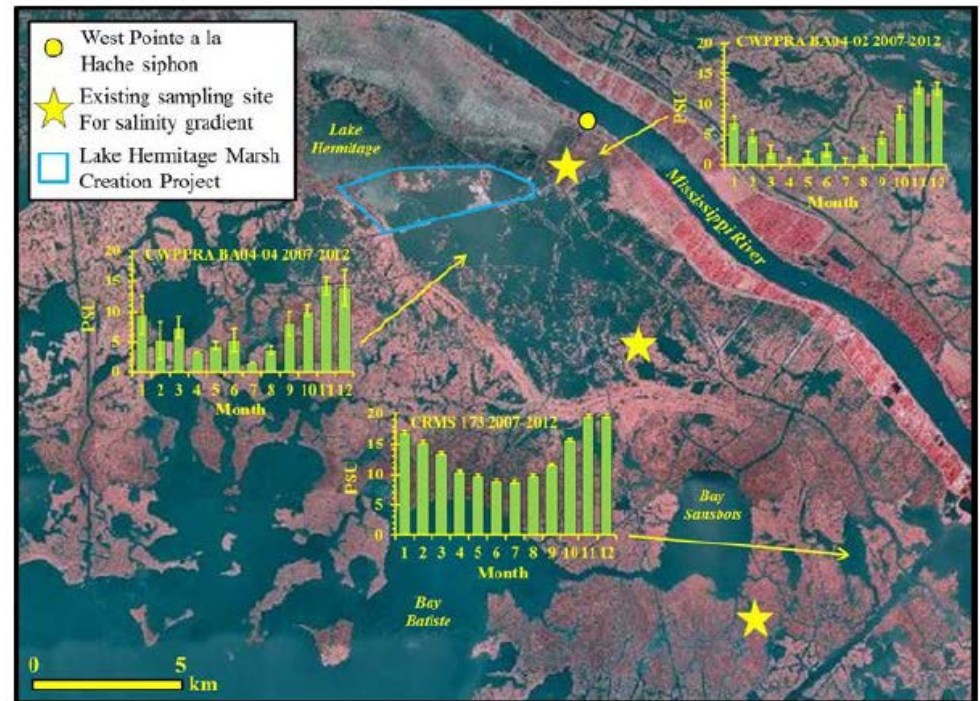 West Pointe a la
Hache siphon
Existing sampling site
For salinity gradient
Lake Hermitage Marsh
Creation Project
Lake
Hermitage
CWPPRA BA04-02 2007-2012
PSU
20
15
10
5
0
1 2 3 4 5 6 7 8 9 10 11 12
Month
Mississippi River
CWPPRA BA04-04 2007-2012
PSU
20
15
10
5
0
1 2 3 4 5 6 7 8 9 10 11 12
Month
CRMS 173 2007-2012
PSU
20
15
10
5
0
1 2 3 4 5 6 7 8 9 10 11 12
Month
Bay
Sansbois
Bay
Batiste
0 5
km